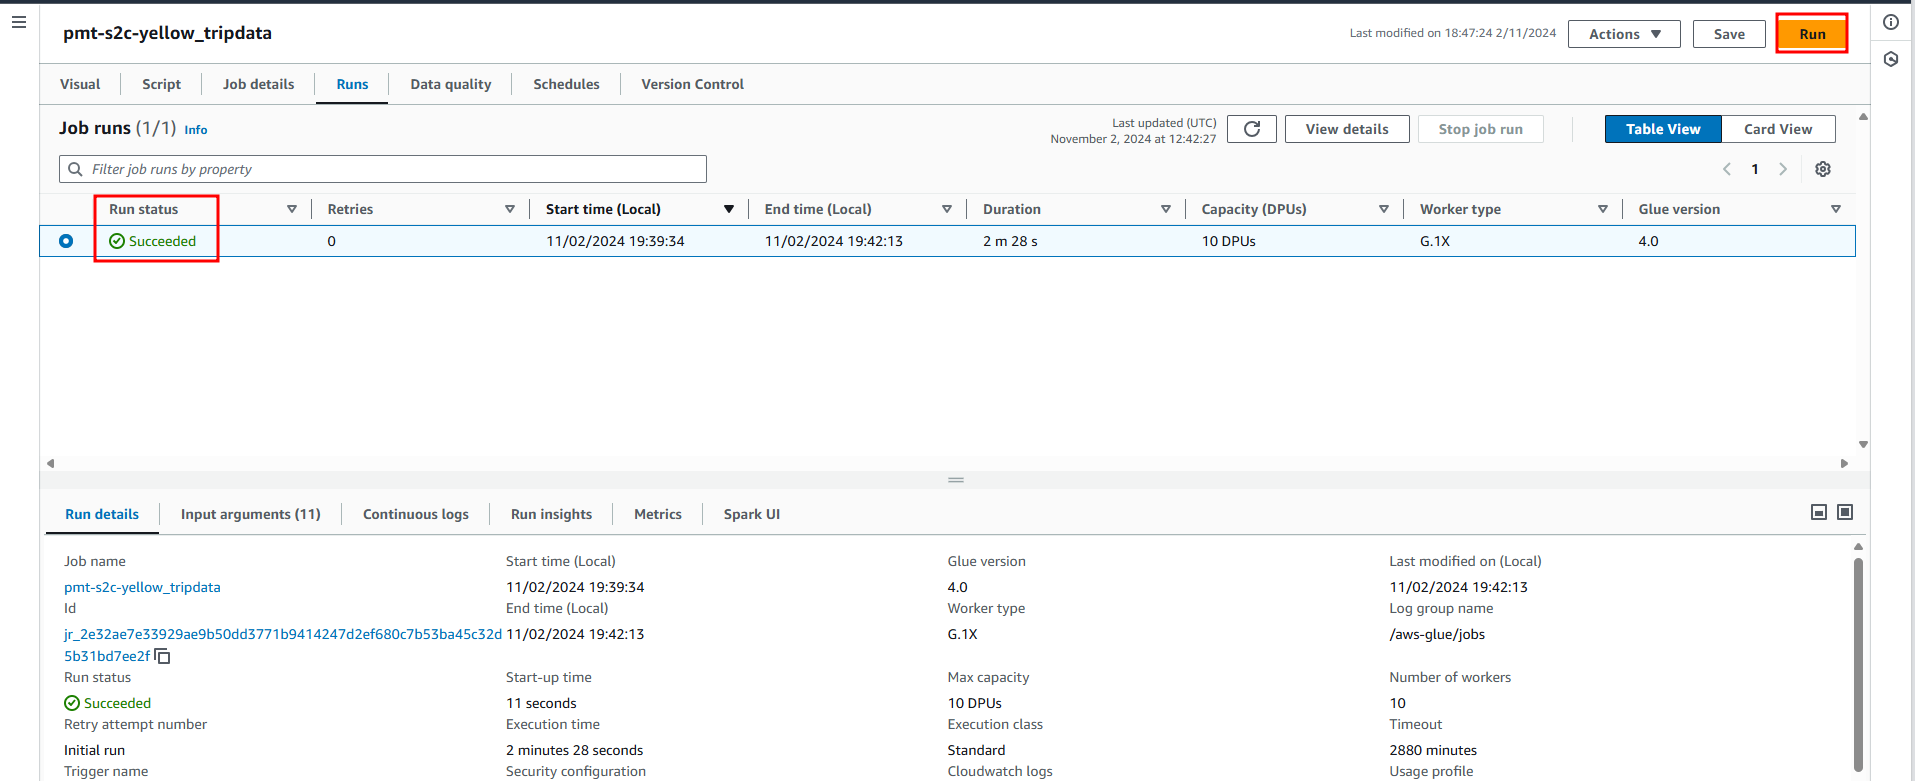 pmt-s2c-yellow_tripdata
Last modified on 18:47:24 2/11/2024
Actions
Save
Run
Visual
Script
Job details
Runs
Data quality
Schedules
Version Control
Job runs (1/1) Info
Last updated (UTC)
November 2, 2024 at 12:42:27
View details
Stop job run
Table View
Card View
Filter job runs by property
1
Run status
Retries
Start time (Local)
End time (Local)
Duration
Capacity (DPUs)
Worker type
Glue version
Succeeded
0
11/02/2024 19:39:34
11/02/2024 19:42:13
2 m 28 s
10 DPUs
G.1X
4.0
Run details
Input arguments (11)
Continuous logs
Run insights
Metrics
Spark UI
Job name
Start time (Local)
Glue version
Last modified on (Local)
pmt-s2c-yellow_tripdata
11/02/2024 19:39:34
4.0
11/02/2024 19:42:13
Id
End time (Local)
Worker type
Log group name
jr_2e32ae7e33929ae9b50dd3771b9414247d2ef680c7b53ba45c32d
5b31bd7ee2f
11/02/2024 19:42:13
G.1X
/aws-glue/jobs
Run status
Start-up time
Max capacity
Number of workers
Succeeded
11 seconds
10 DPUs
10
Retry attempt number
Execution time
Execution class
Timeout
Initial run
2 minutes 28 seconds
Standard
2880 minutes
Trigger name
Security configuration
Cloudwatch logs
Usage profile